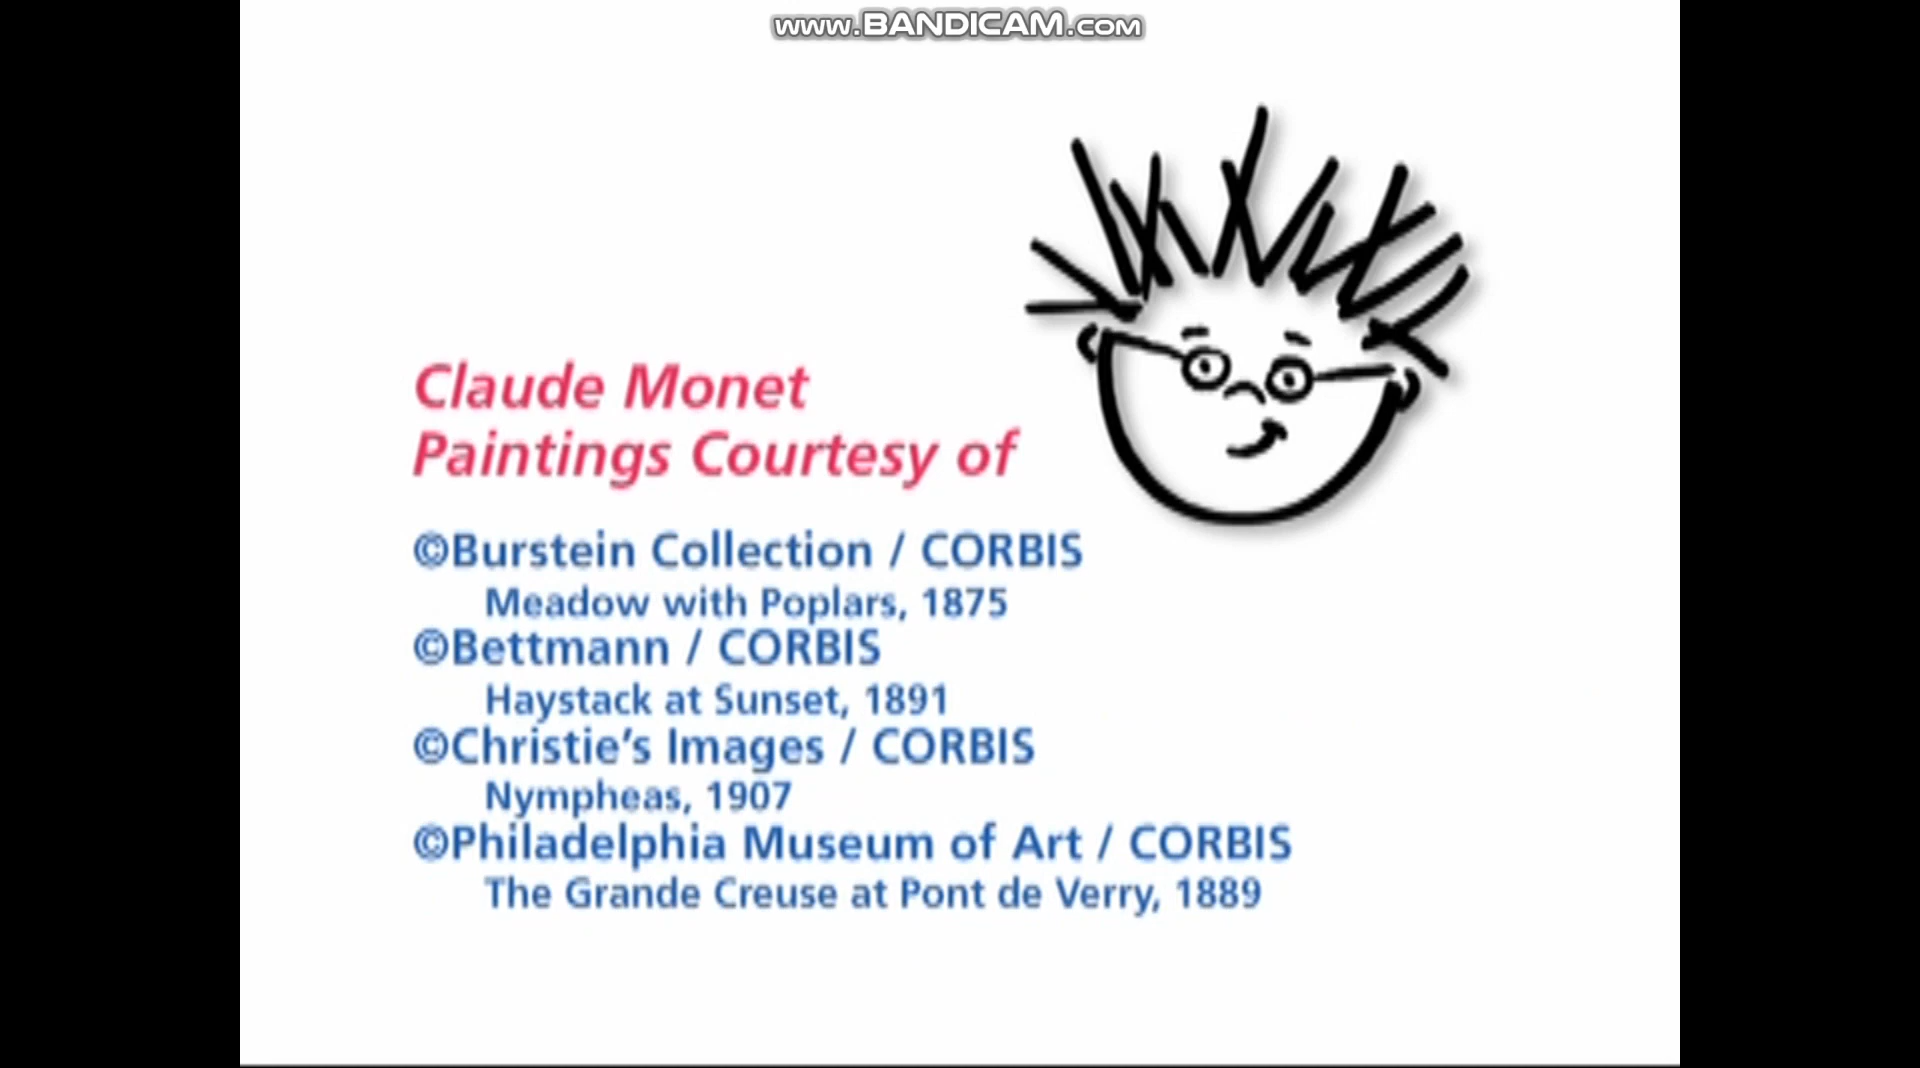 www.BANDICAM.com
Claude Monet
Paintings Courtesy of
©Burstein Collection / CORBIS
Meadow with Poplars, 1875
©Bettmann / CORBIS
Haystack at Sunset, 1891
©Christie’s Images / CORBIS
Nympheas, 1907
©Philadelphia Museum of Art / CORBIS
The Grande Creuse at Pont de Verry, 1889